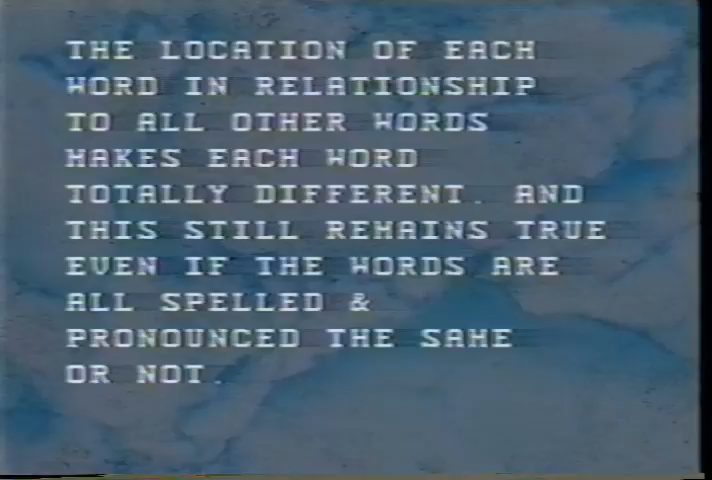 THE LOCATION OF EACH
WORD IN RELATIONSHIP
TO ALL OTHER WORDS
MAKES EACH WORD
TOTALLY DIFFERENT. AND
THIS STILL REMAINS TRUE
EVEN IF THE WORDS ARE
ALL SPELLED &
PRONOUNCED THE SAME
OR NOT.